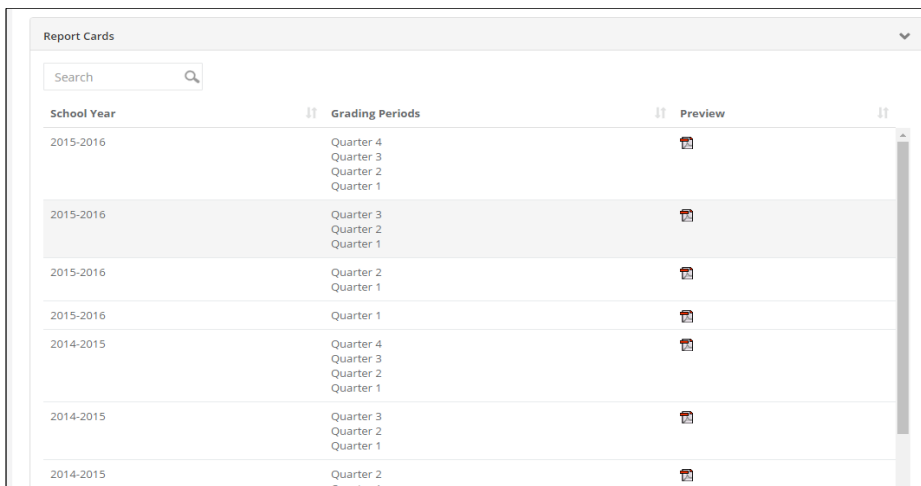 Report Cards
Search
School Year Grading Periods Preview
2015-2016 Quarter 4
Quarter 3
Quarter 2
Quarter 1
2015-2016 Quarter 3
Quarter 2
Quarter 1
2015-2016 Quarter 2
Quarter 1
2015-2016 Quarter 1
2014-2015 Quarter 4
Quarter 3
Quarter 2
Quarter 1
2014-2015 Quarter 3
Quarter 2
Quarter 1
2014-2015 Quarter 2